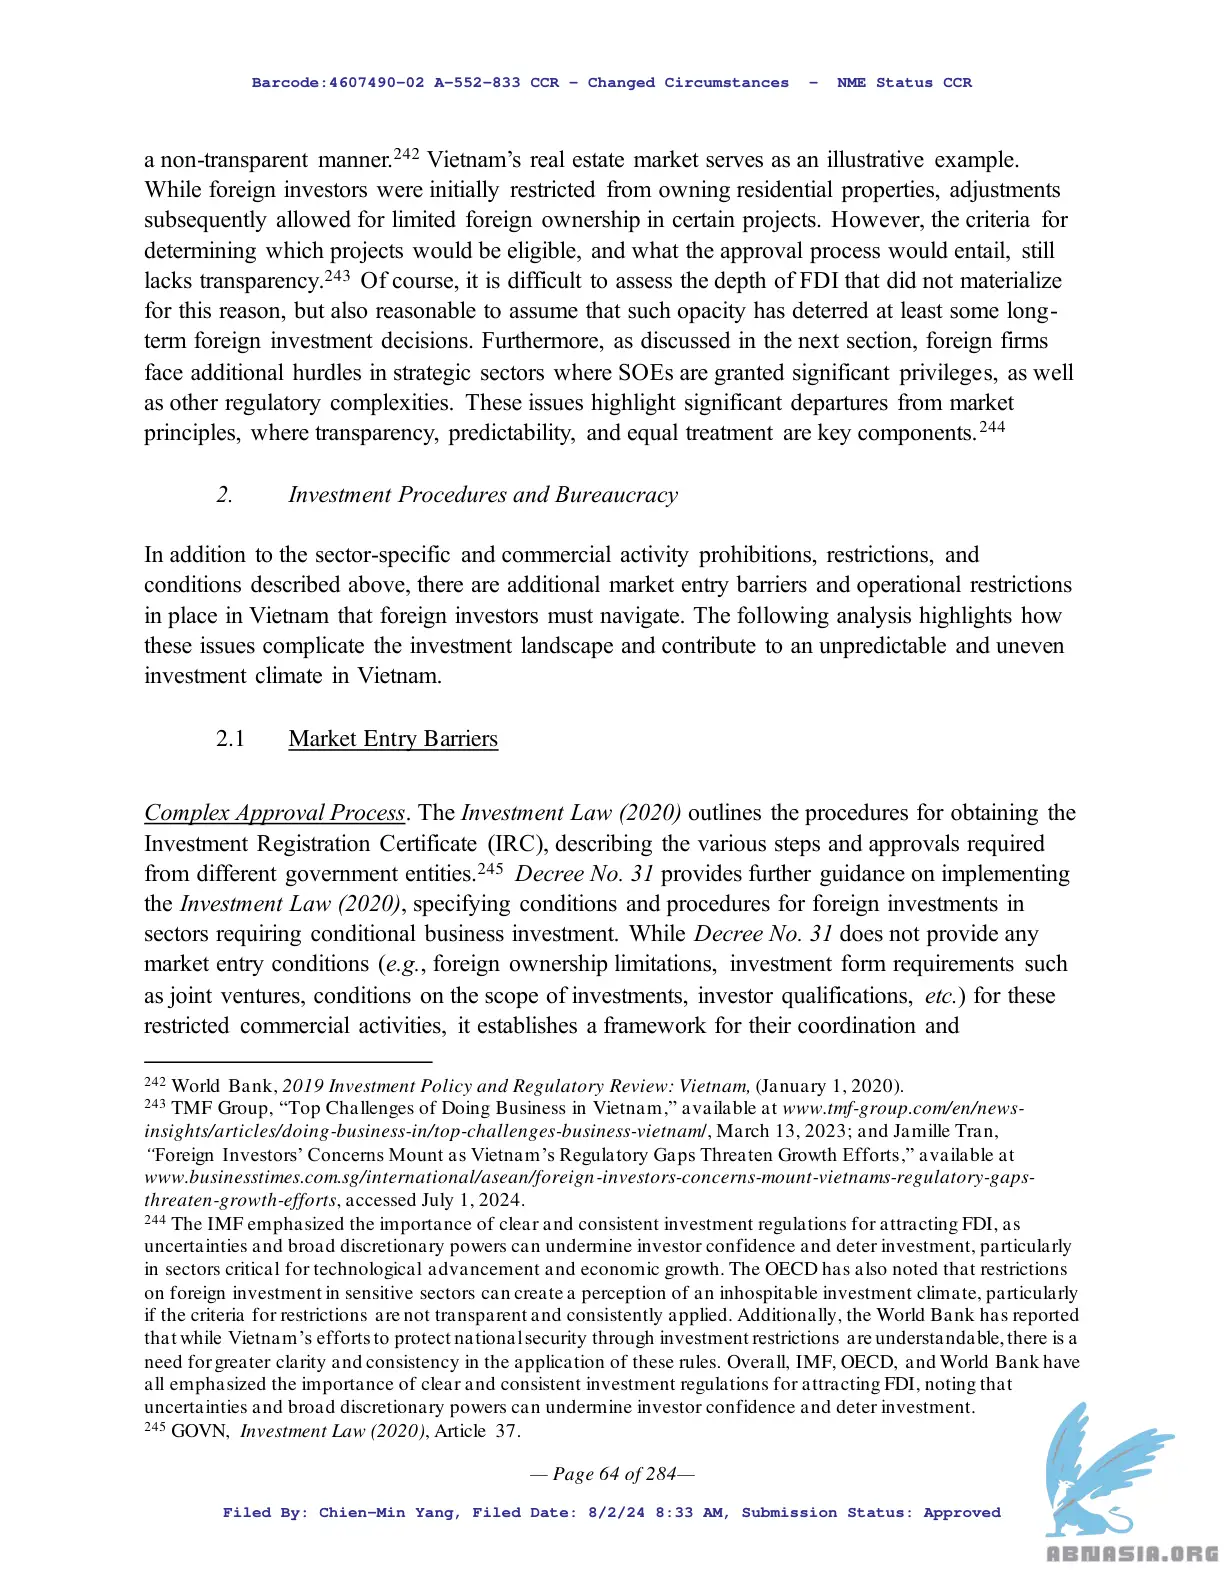 Barcode:4607490-02 A-552-833 CCR - Changed Circumstances - NME Status CCR
a non-transparent manner.242 Vietnam’s real estate market serves as an illustrative example.
While foreign investors were initially restricted from owning residential properties, adjustments
subsequently allowed for limited foreign ownership in certain projects. However, the criteria for
determining which projects would be eligible, and what the approval process would entail, still
lacks transparency.243 Of course, it is difficult to assess the depth of FDI that did not materialize
for this reason, but also reasonable to assume that such opacity has deterred at least some long-
term foreign investment decisions. Furthermore, as discussed in the next section, foreign firms
face additional hurdles in strategic sectors where SOEs are granted significant privileges, as well
as other regulatory complexities. These issues highlight significant departures from market
principles, where transparency, predictability, and equal treatment are key components.244
2. Investment Procedures and Bureaucracy
In addition to the sector-specific and commercial activity prohibitions, restrictions, and
conditions described above, there are additional market entry barriers and operational restrictions
in place in Vietnam that foreign investors must navigate. The following analysis highlights how
these issues complicate the investment landscape and contribute to an unpredictable and uneven
investment climate in Vietnam.
2.1 Market Entry Barriers
Complex Approval Process. The Investment Law (2020) outlines the procedures for obtaining the
Investment Registration Certificate (IRC), describing the various steps and approvals required
from different government entities.245 Decree No. 31 provides further guidance on implementing
the Investment Law (2020), specifying conditions and procedures for foreign investments in
sectors requiring conditional business investment. While Decree No. 31 does not provide any
market entry conditions (e.g., foreign ownership limitations, investment form requirements such
as joint ventures, conditions on the scope of investments, investor qualifications, etc.) for these
restricted commercial activities, it establishes a framework for their coordination and
242 World Bank, 2019 Investment Policy and Regulatory Review: Vietnam, (January 1, 2020).
243 TMF Group, “Top Challenges of Doing Business in Vietnam,” available at www.tmf-group.com/en/news-
insights/articles/doing-business-in/top-challenges-business-vietnam/, March 13, 2023; and Jamille Tran,
“Foreign Investors’ Concerns Mount as Vietnam’s Regulatory Gaps Threaten Growth Efforts,” available at
www.businesstimes.com.sg/international/asean/foreign-investors-concerns-mount-vietnams-regulatory-gaps-
threaten-growth-efforts, accessed July 1, 2024.
244 The IMF emphasized the importance of clear and consistent investment regulations for attracting FDI, as
uncertainties and broad discretionary powers can undermine investor confidence and deter investment, particularly
in sectors critical for technological advancement and economic growth. The OECD has also noted that restrictions
on foreign investment in sensitive sectors can create a perception of an inhospitable investment climate, particularly
if the criteria for restrictions are not transparent and consistently applied. Additionally, the World Bank has reported
that while Vietnam’s efforts to protect national security through investment restrictions are understandable, there is a
need for greater clarity and consistency in the application of these rules. Overall, IMF, OECD, and World Bank have
all emphasized the importance of clear and consistent investment regulations for attracting FDI, noting that
uncertainties and broad discretionary powers can undermine investor confidence and deter investment.
245 GOVN, Investment Law (2020), Article 37.
— Page 64 of 284—
Filed By: Chien-Min Yang, Filed Date: 8/2/24 8:33 AM, Submission Status: Approved
ABNASIA.ORG